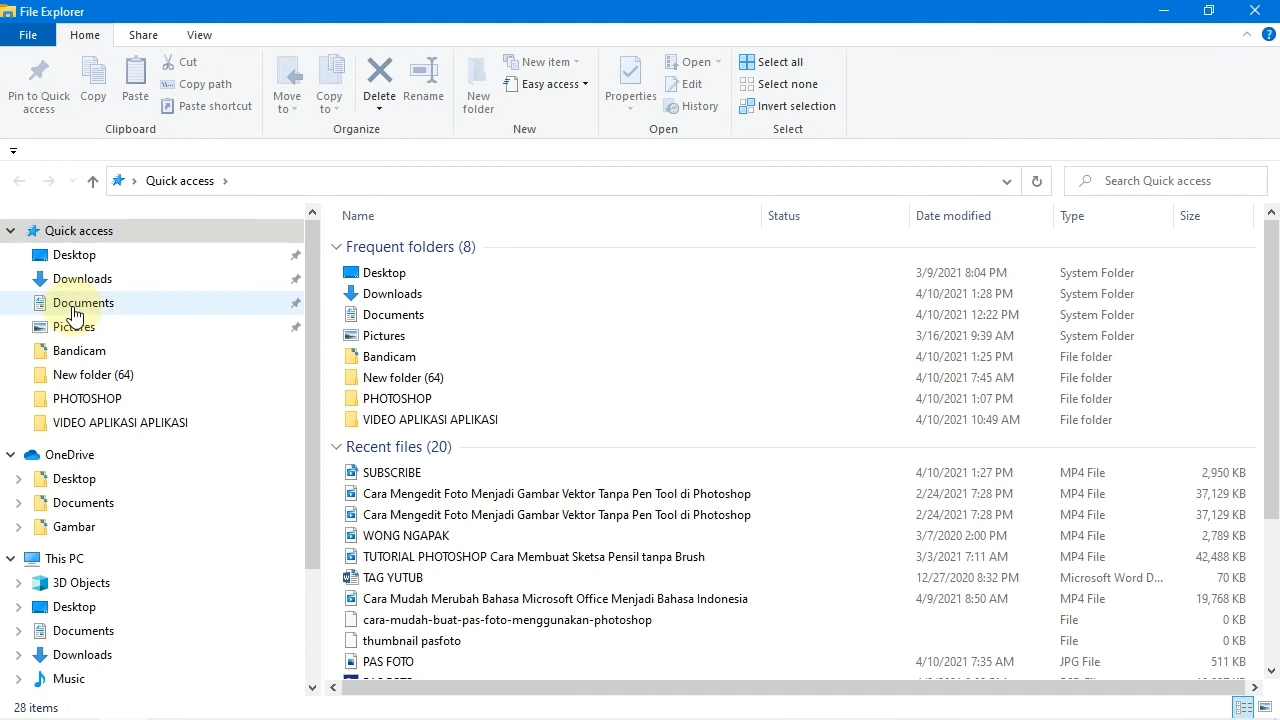 File Explorer
File Home Share View
Pin to Quick access
Copy
Paste
Cut
Copy path
Paste shortcut
Clipboard
Move to
Copy to
Delete
Rename
Organize
New folder
New item
Easy access
New
Properties
Open
Edit
History
Open
Select all
Select none
Invert selection
Select
Quick access
Search Quick access
Quick access
Desktop
Downloads
Documents
Pictures
Bandicam
New folder (64)
PHOTOSHOP
VIDEO APLIKASI APLIKASI
OneDrive
Desktop
Documents
Gambar
This PC
3D Objects
Desktop
Documents
Downloads
Music
Name Status Date modified Type Size
Frequent folders (8)
Desktop 3/9/2021 8:04 PM System Folder
Downloads 4/10/2021 1:28 PM System Folder
Documents 4/10/2021 12:22 PM System Folder
Pictures 3/16/2021 9:39 AM System Folder
Bandicam 4/10/2021 1:25 PM File folder
New folder (64) 4/10/2021 7:45 AM File folder
PHOTOSHOP 4/10/2021 1:07 PM File folder
VIDEO APLIKASI APLIKASI 4/10/2021 10:49 AM File folder
Recent files (20)
SUBSCRIBE 4/10/2021 1:27 PM MP4 File 2,950 KB
Cara Mengedit Foto Menjadi Gambar Vektor Tanpa Pen Tool di Photoshop 2/24/2021 7:28 PM MP4 File 37,129 KB
Cara Mengedit Foto Menjadi Gambar Vektor Tanpa Pen Tool di Photoshop 2/24/2021 7:28 PM MP4 File 37,129 KB
WONG NGAPAK 3/7/2020 2:00 PM MP4 File 2,789 KB
TUTORIAL PHOTOSHOP Cara Membuat Sketsa Pensil tanpa Brush 3/3/2021 7:11 AM MP4 File 42,488 KB
TAG YUTUB 12/27/2020 8:32 PM Microsoft Word D... 70 KB
Cara Mudah Merubah Bahasa Microsoft Office Menjadi Bahasa Indonesia 4/9/2021 8:50 AM MP4 File 19,768 KB
cara-mudah-buat-pas-foto-menggunakan-photoshop File 0 KB
thumbnail pasfoto File 0 KB
PAS FOTO 4/10/2021 7:35 AM JPG File 511 KB
28 items